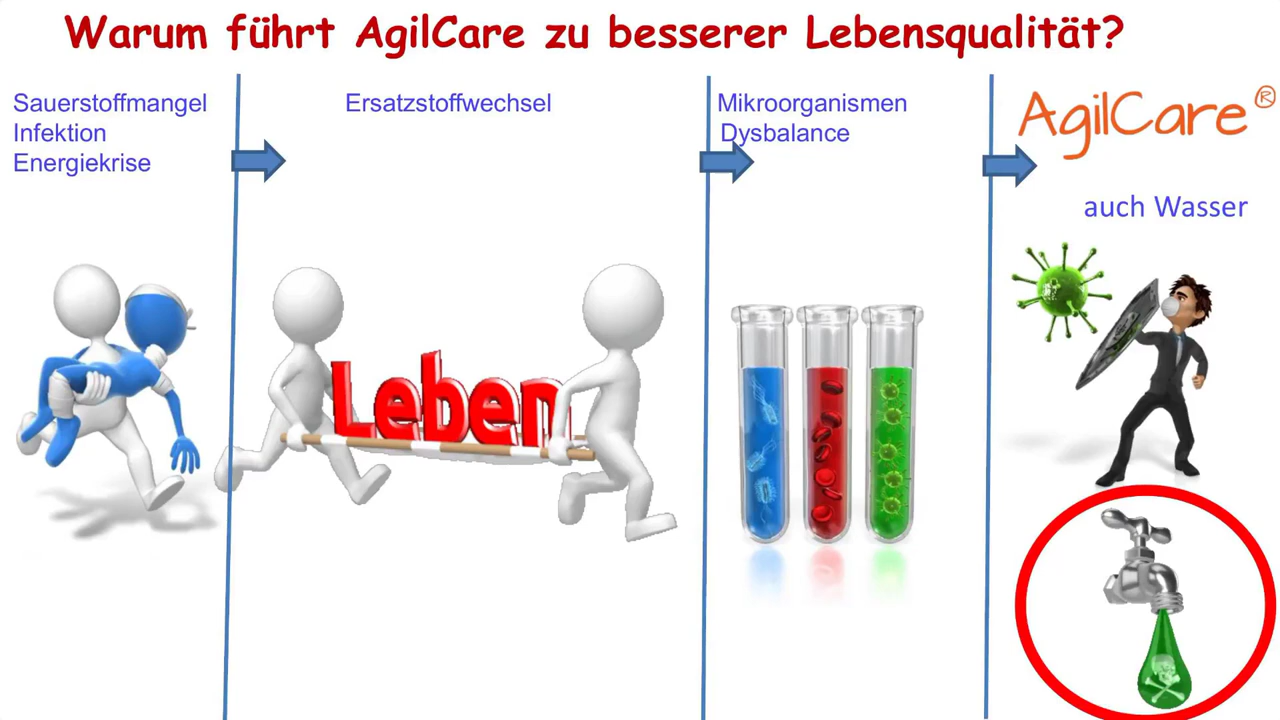 Warum führt AgilCare zu besserer Lebensqualität?
Sauerstoffmangel
Infektion
Energiekrise
Ersatzstoffwechsel
Mikroorganismen
Dysbalance
AgilCare®
auch Wasser
Leben